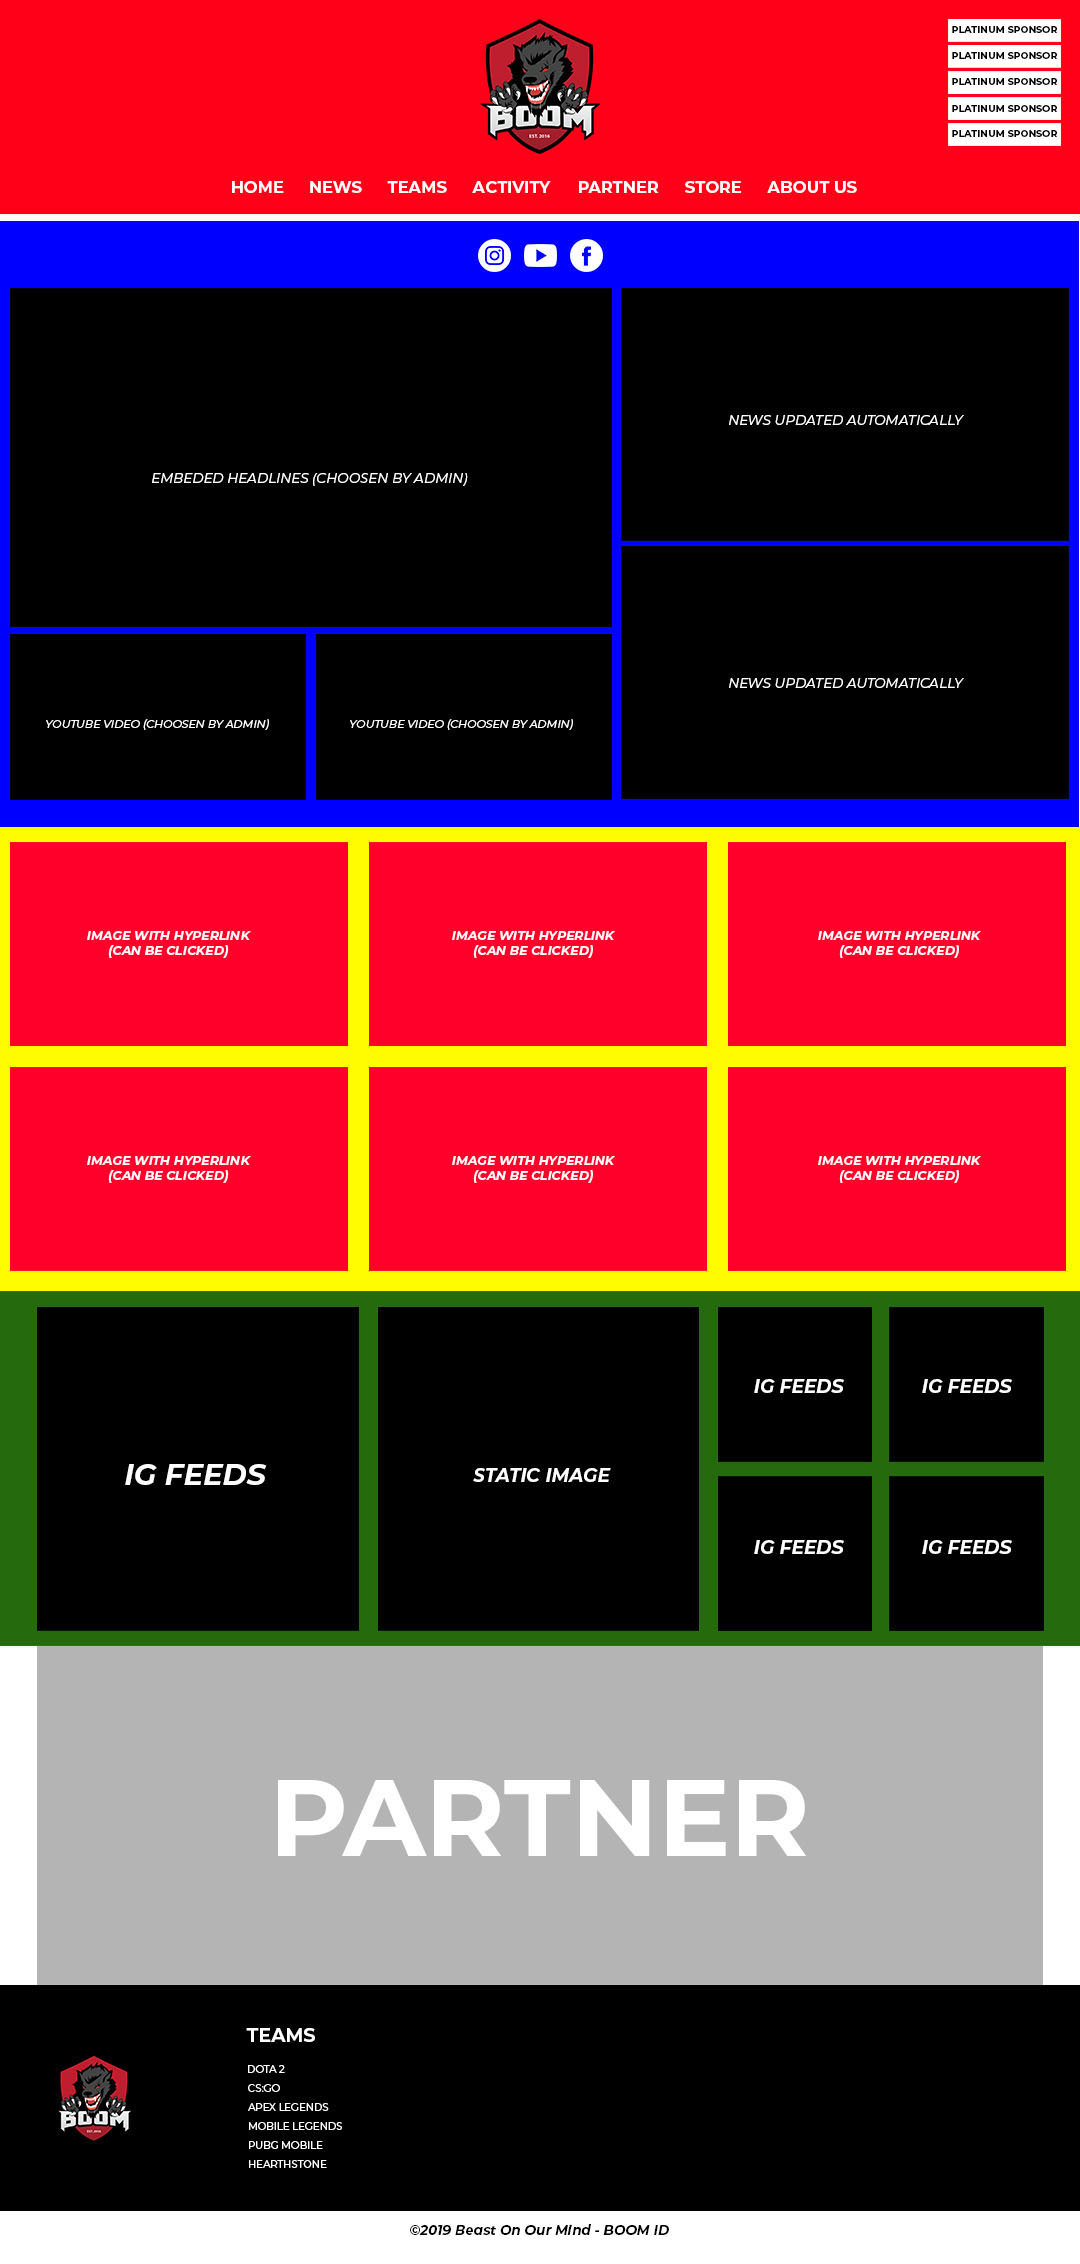 PLATINUM SPONSOR
PLATINUM SPONSOR
PLATINUM SPONSOR
PLATINUM SPONSOR
PLATINUM SPONSOR
BOOM
EST. 2016
HOME NEWS TEAMS ACTIVITY PARTNER STORE ABOUT US
EMBEDED HEADLINES (CHOOSEN BY ADMIN)
NEWS UPDATED AUTOMATICALLY
NEWS UPDATED AUTOMATICALLY
YOUTUBE VIDEO (CHOOSEN BY ADMIN)
YOUTUBE VIDEO (CHOOSEN BY ADMIN)
IMAGE WITH HYPERLINK
(CAN BE CLICKED)
IMAGE WITH HYPERLINK
(CAN BE CLICKED)
IMAGE WITH HYPERLINK
(CAN BE CLICKED)
IMAGE WITH HYPERLINK
(CAN BE CLICKED)
IMAGE WITH HYPERLINK
(CAN BE CLICKED)
IMAGE WITH HYPERLINK
(CAN BE CLICKED)
IG FEEDS
STATIC IMAGE
IG FEEDS
IG FEEDS
IG FEEDS
IG FEEDS
PARTNER
BOOM
TEAMS
DOTA 2
CS:GO
APEX LEGENDS
MOBILE LEGENDS
PUBG MOBILE
HEARTHSTONE
©2019 Beast On Our Mind - BOOM ID